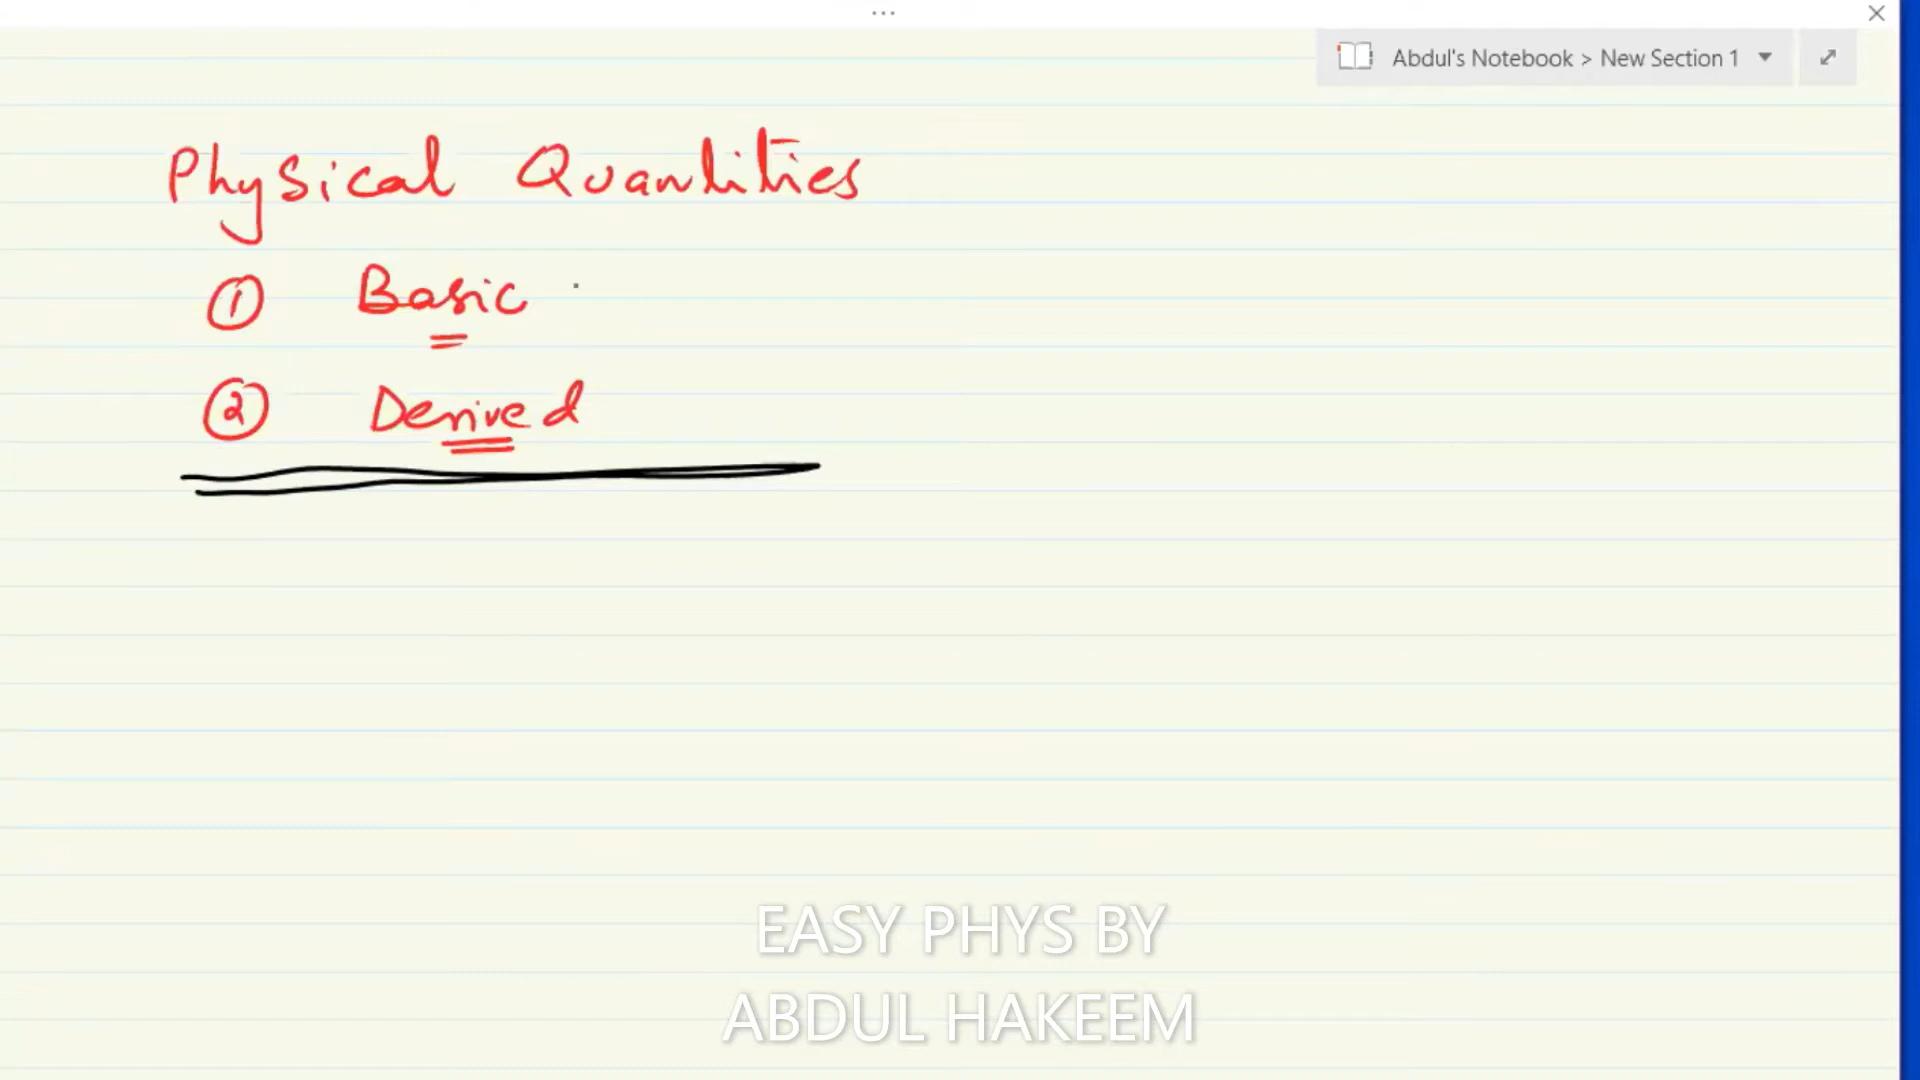 Abdul's Notebook > New Section 1
Physical Quantities
① Basic
② Derived
EASY PHYS BY
ABDUL HAKEEM